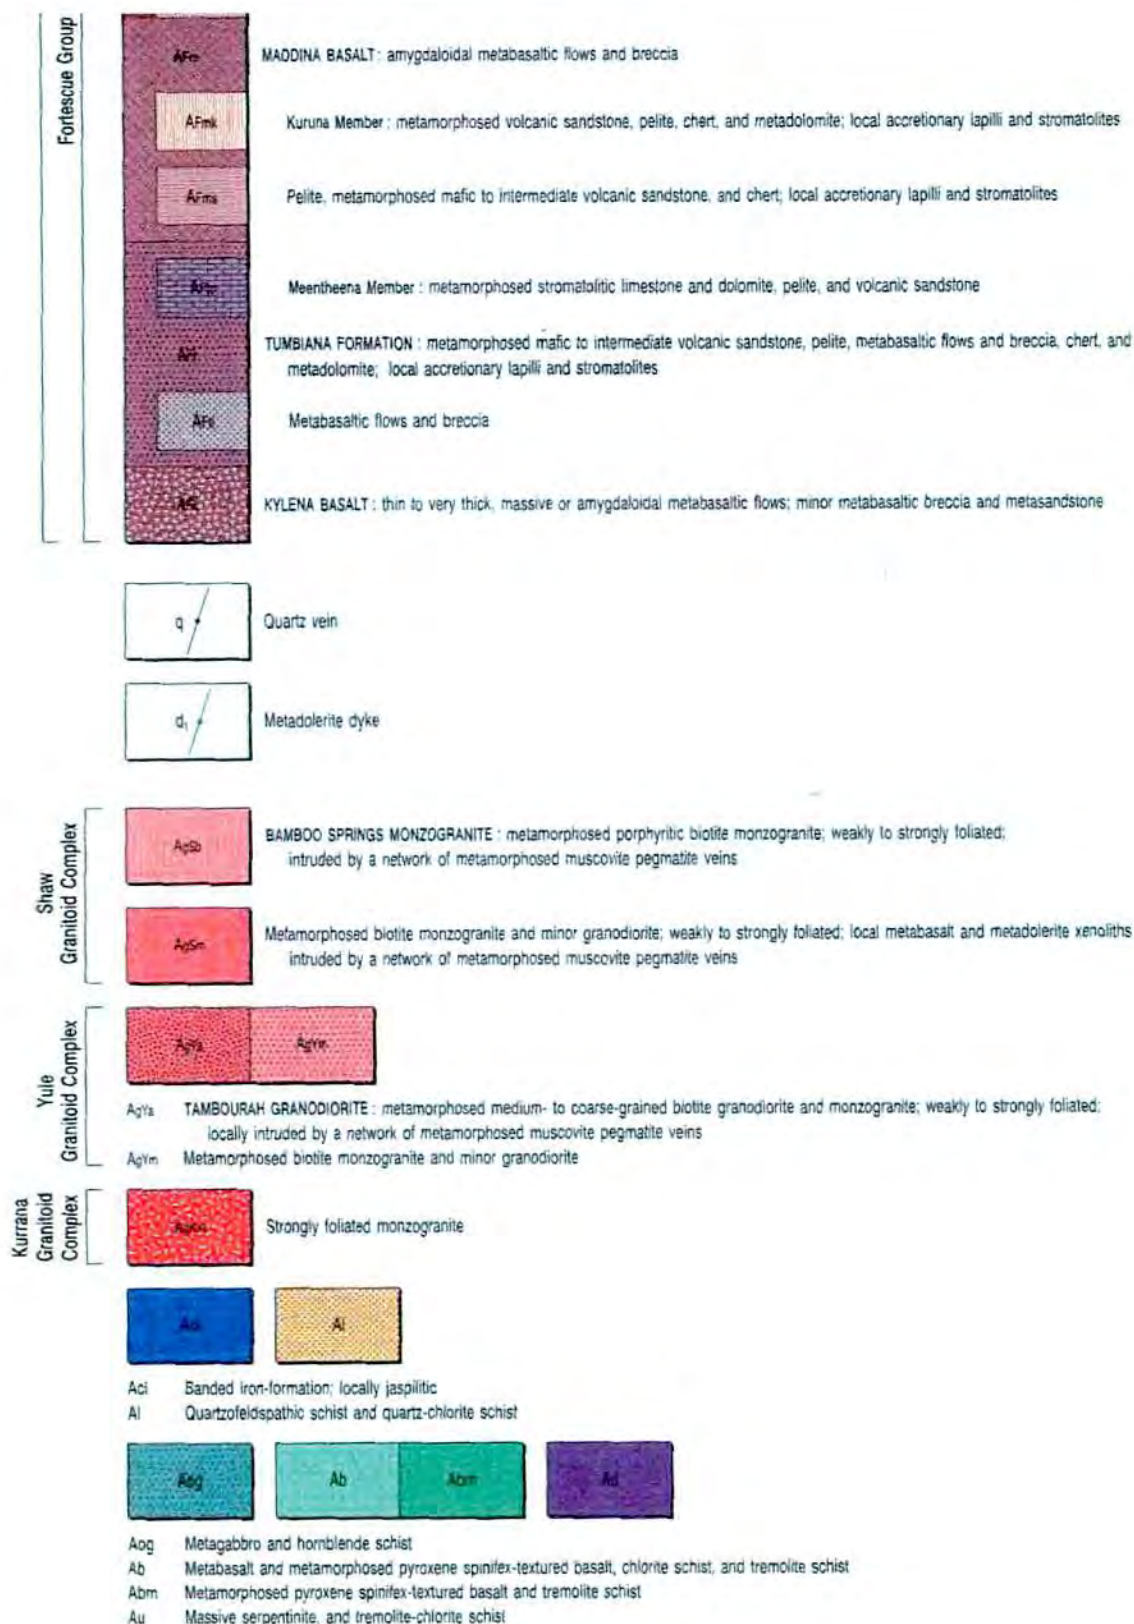 Fortescue Group
AFm
MADDINA BASALT : amygdaloidal metabasaltic flows and breccia
AFmk
Kuruna Member : metamorphosed volcanic sandstone, pelite, chert, and metadolomite; local accretionary lapilli and stromatolites
AFms
Pelite, metamorphosed mafic to intermediate volcanic sandstone, and chert; local accretionary lapilli and stromatolites
Meentheena Member : metamorphosed stromatolitic limestone and dolomite, pelite, and volcanic sandstone
TUMBIANA FORMATION : metamorphosed mafic to intermediate volcanic sandstone, pelite, metabasaltic flows and breccia, chert, and
metadolomite; local accretionary lapilli and stromatolites
Metabasaltic flows and breccia
KYLENA BASALT : thin to very thick, massive or amygdaloidal metabasaltic flows; minor metabasaltic breccia and metasandstone
q
Quartz vein
d₁
Metadolerite dyke
Shaw
Granitoid Complex
AgSb
BAMBOO SPRINGS MONZOGRANITE : metamorphosed porphyritic biotite monzogranite; weakly to strongly foliated;
intruded by a network of metamorphosed muscovite pegmatite veins
AgSm
Metamorphosed biotite monzogranite and minor granodiorite; weakly to strongly foliated; local metabasalt and metadolerite xenoliths
intruded by a network of metamorphosed muscovite pegmatite veins
Yule
Granitoid Complex
AgYa
AgYm
AgYa TAMBOURAH GRANODIORITE : metamorphosed medium- to coarse-grained biotite granodiorite and monzogranite; weakly to strongly foliated;
locally intruded by a network of metamorphosed muscovite pegmatite veins
AgYm Metamorphosed biotite monzogranite and minor granodiorite
Kurrana
Granitoid
Complex
Strongly foliated monzogranite
Aci
Al
Aci Banded iron-formation; locally jaspilitic
Al Quartzofeldspathic schist and quartz-chlorite schist
Aog
Ab
Abm
Au
Aog Metagabbro and hornblende schist
Ab Metabasalt and metamorphosed pyroxene spinifex-textured basalt, chlorite schist, and tremolite schist
Abm Metamorphosed pyroxene spinifex-textured basalt and tremolite schist
Au Massive serpentinite, and tremolite-chlorite schist